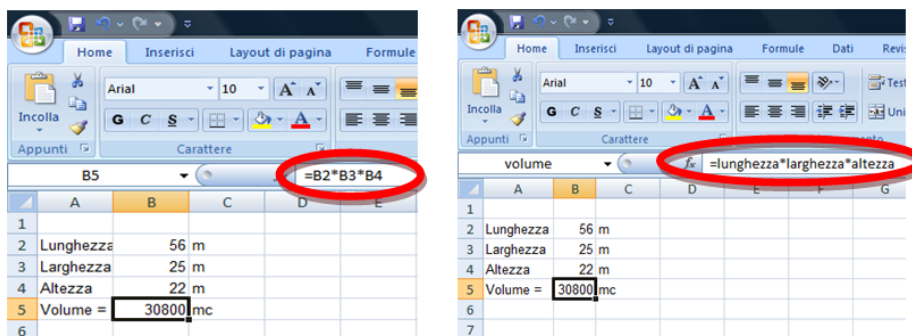 Home Inserisci Layout di pagina Formule
Incolla
Arial 10 A A
G C S A
Appunti Carattere
B5 =B2*B3*B4
A B C D E
1
2 Lunghezza 56 m
3 Larghezza 25 m
4 Altezza 22 m
5 Volume = 30800 mc
6
Home Inserisci Layout di pagina Formule Dati Revis
Incolla
Arial 10 A A Test
G C S A Uni
Appunti Carattere
volume fx =lunghezza*larghezza*altezza
A B C D E F G
1
2 Lunghezza 56 m
3 Larghezza 25 m
4 Altezza 22 m
5 Volume = 30800 mc
6
7